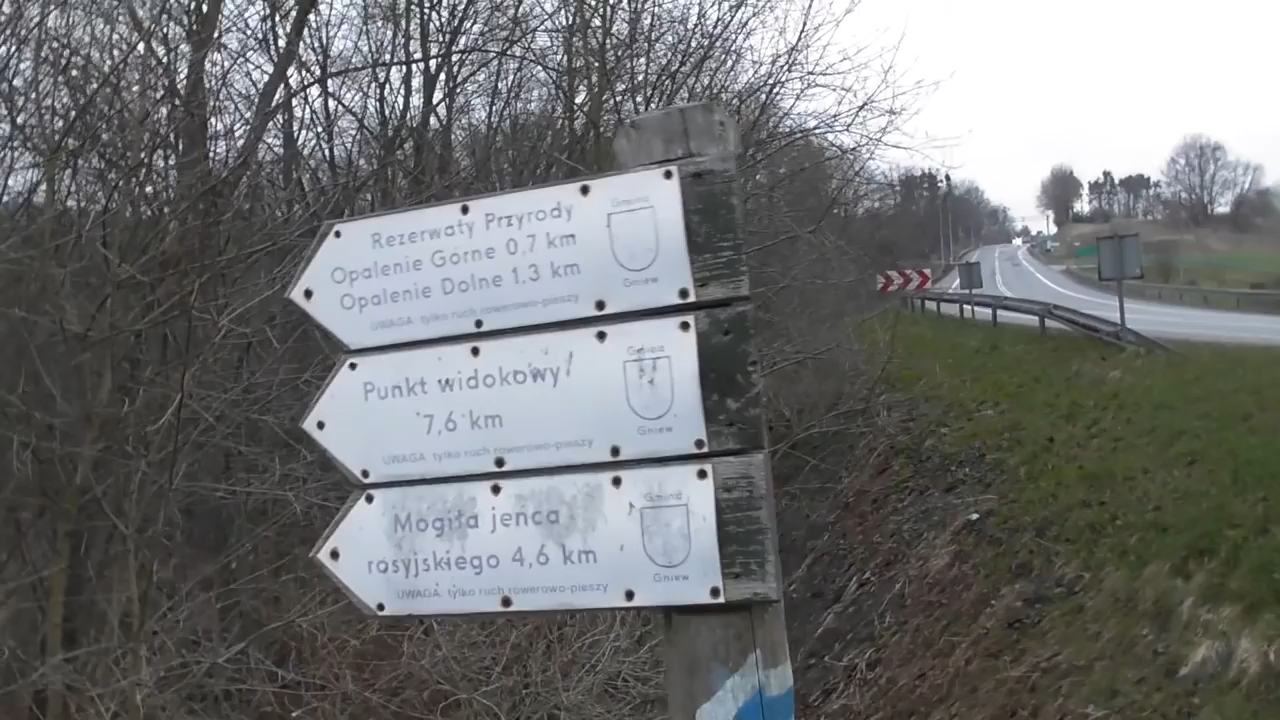 Rezerwaty Przyrody
Opalenie Górne 0,7 km
Opalenie Dolne 1,3 km
UWAGA tylko ruch rowerowo-pieszy
Gmina
Gniew
Punkt widokowy
7,6 km
UWAGA tylko ruch rowerowo-pieszy
Gmina
Gniew
Mogiła jeńca
rosyjskiego 4,6 km
UWAGA tylko ruch rowerowo-pieszy
Gmina
Gniew